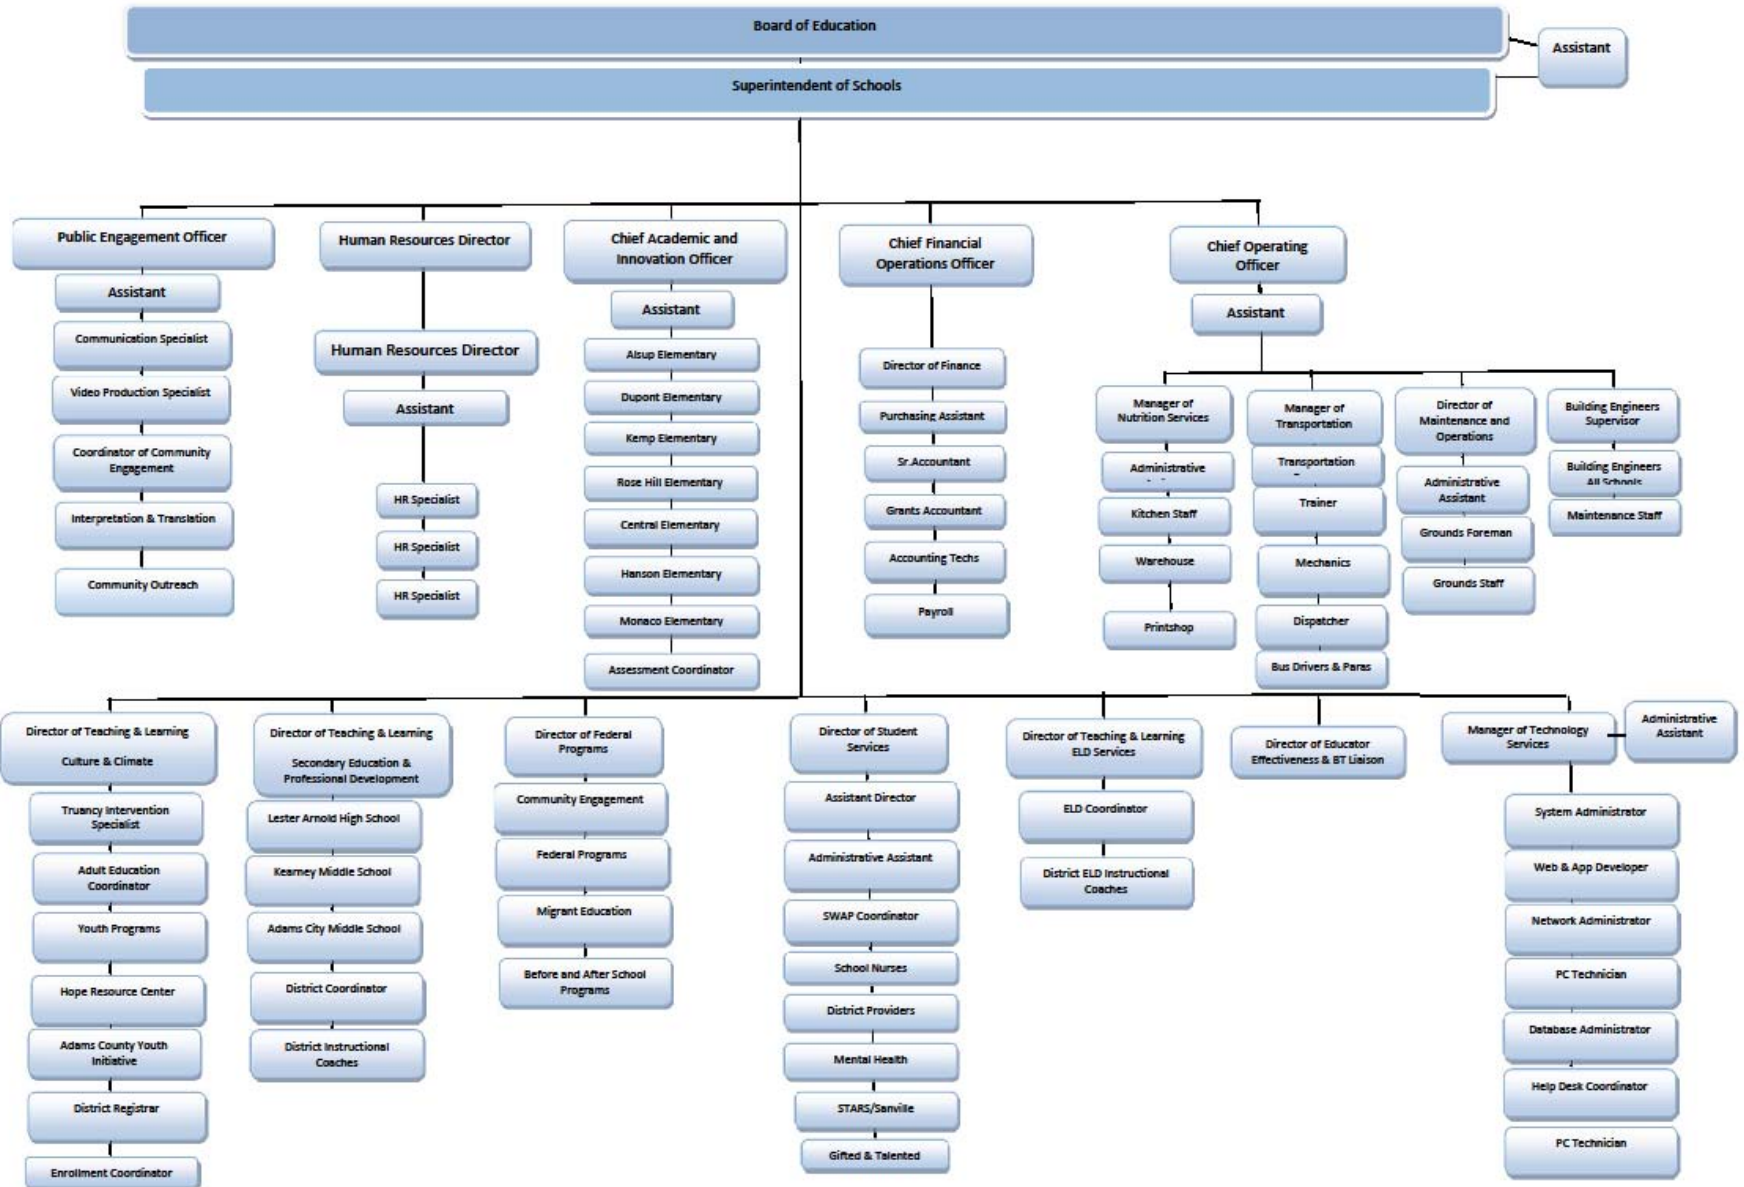 Board of Education
Assistant
Superintendent of Schools
Public Engagement Officer
Assistant
Communication Specialist
Video Production Specialist
Coordinator of Community
Engagement
Interpretation & Translation
Community Outreach
Human Resources Director
Human Resources Director
Assistant
HR Specialist
HR Specialist
HR Specialist
Chief Academic and
Innovation Officer
Assistant
Alsup Elementary
Dupont Elementary
Kemp Elementary
Rose Hill Elementary
Central Elementary
Hanson Elementary
Monaco Elementary
Assessment Coordinator
Chief Financial
Operations Officer
Director of Finance
Purchasing Assistant
Sr.Accountant
Grants Accountant
Accounting Techs
Payroll
Chief Operating
Officer
Assistant
Manager of
Nutrition Services
Administrative
Kitchen Staff
Warehouse
Printshop
Manager of
Transportation
Transportation
Trainer
Mechanics
Dispatcher
Bus Drivers & Paras
Director of
Maintenance and
Operations
Administrative
Assistant
Grounds Foreman
Grounds Staff
Building Engineers
Supervisor
Building Engineers
All Schools
Maintenance Staff
Director of Teaching & Learning
Culture & Climate
Truancy Intervention
Specialist
Adult Education
Coordinator
Youth Programs
Hope Resource Center
Adams County Youth
Initiative
District Registrar
Enrollment Coordinator
Director of Teaching & Learning
Secondary Education &
Professional Development
Lester Arnold High School
Kearney Middle School
Adams City Middle School
District Coordinator
District Instructional
Coaches
Director of Federal
Programs
Community Engagement
Federal Programs
Migrant Education
Before and After School
Programs
Director of Student
Services
Assistant Director
Administrative Assistant
SWAP Coordinator
School Nurses
District Providers
Mental Health
STARS/Sanville
Gifted & Talented
Director of Teaching & Learning
ELD Services
ELD Coordinator
District ELD Instructional
Coaches
Director of Educator
Effectiveness & BT Liaison
Manager of Technology
Services
Administrative
Assistant
System Administrator
Web & App Developer
Network Administrator
PC Technician
Database Administrator
Help Desk Coordinator
PC Technician